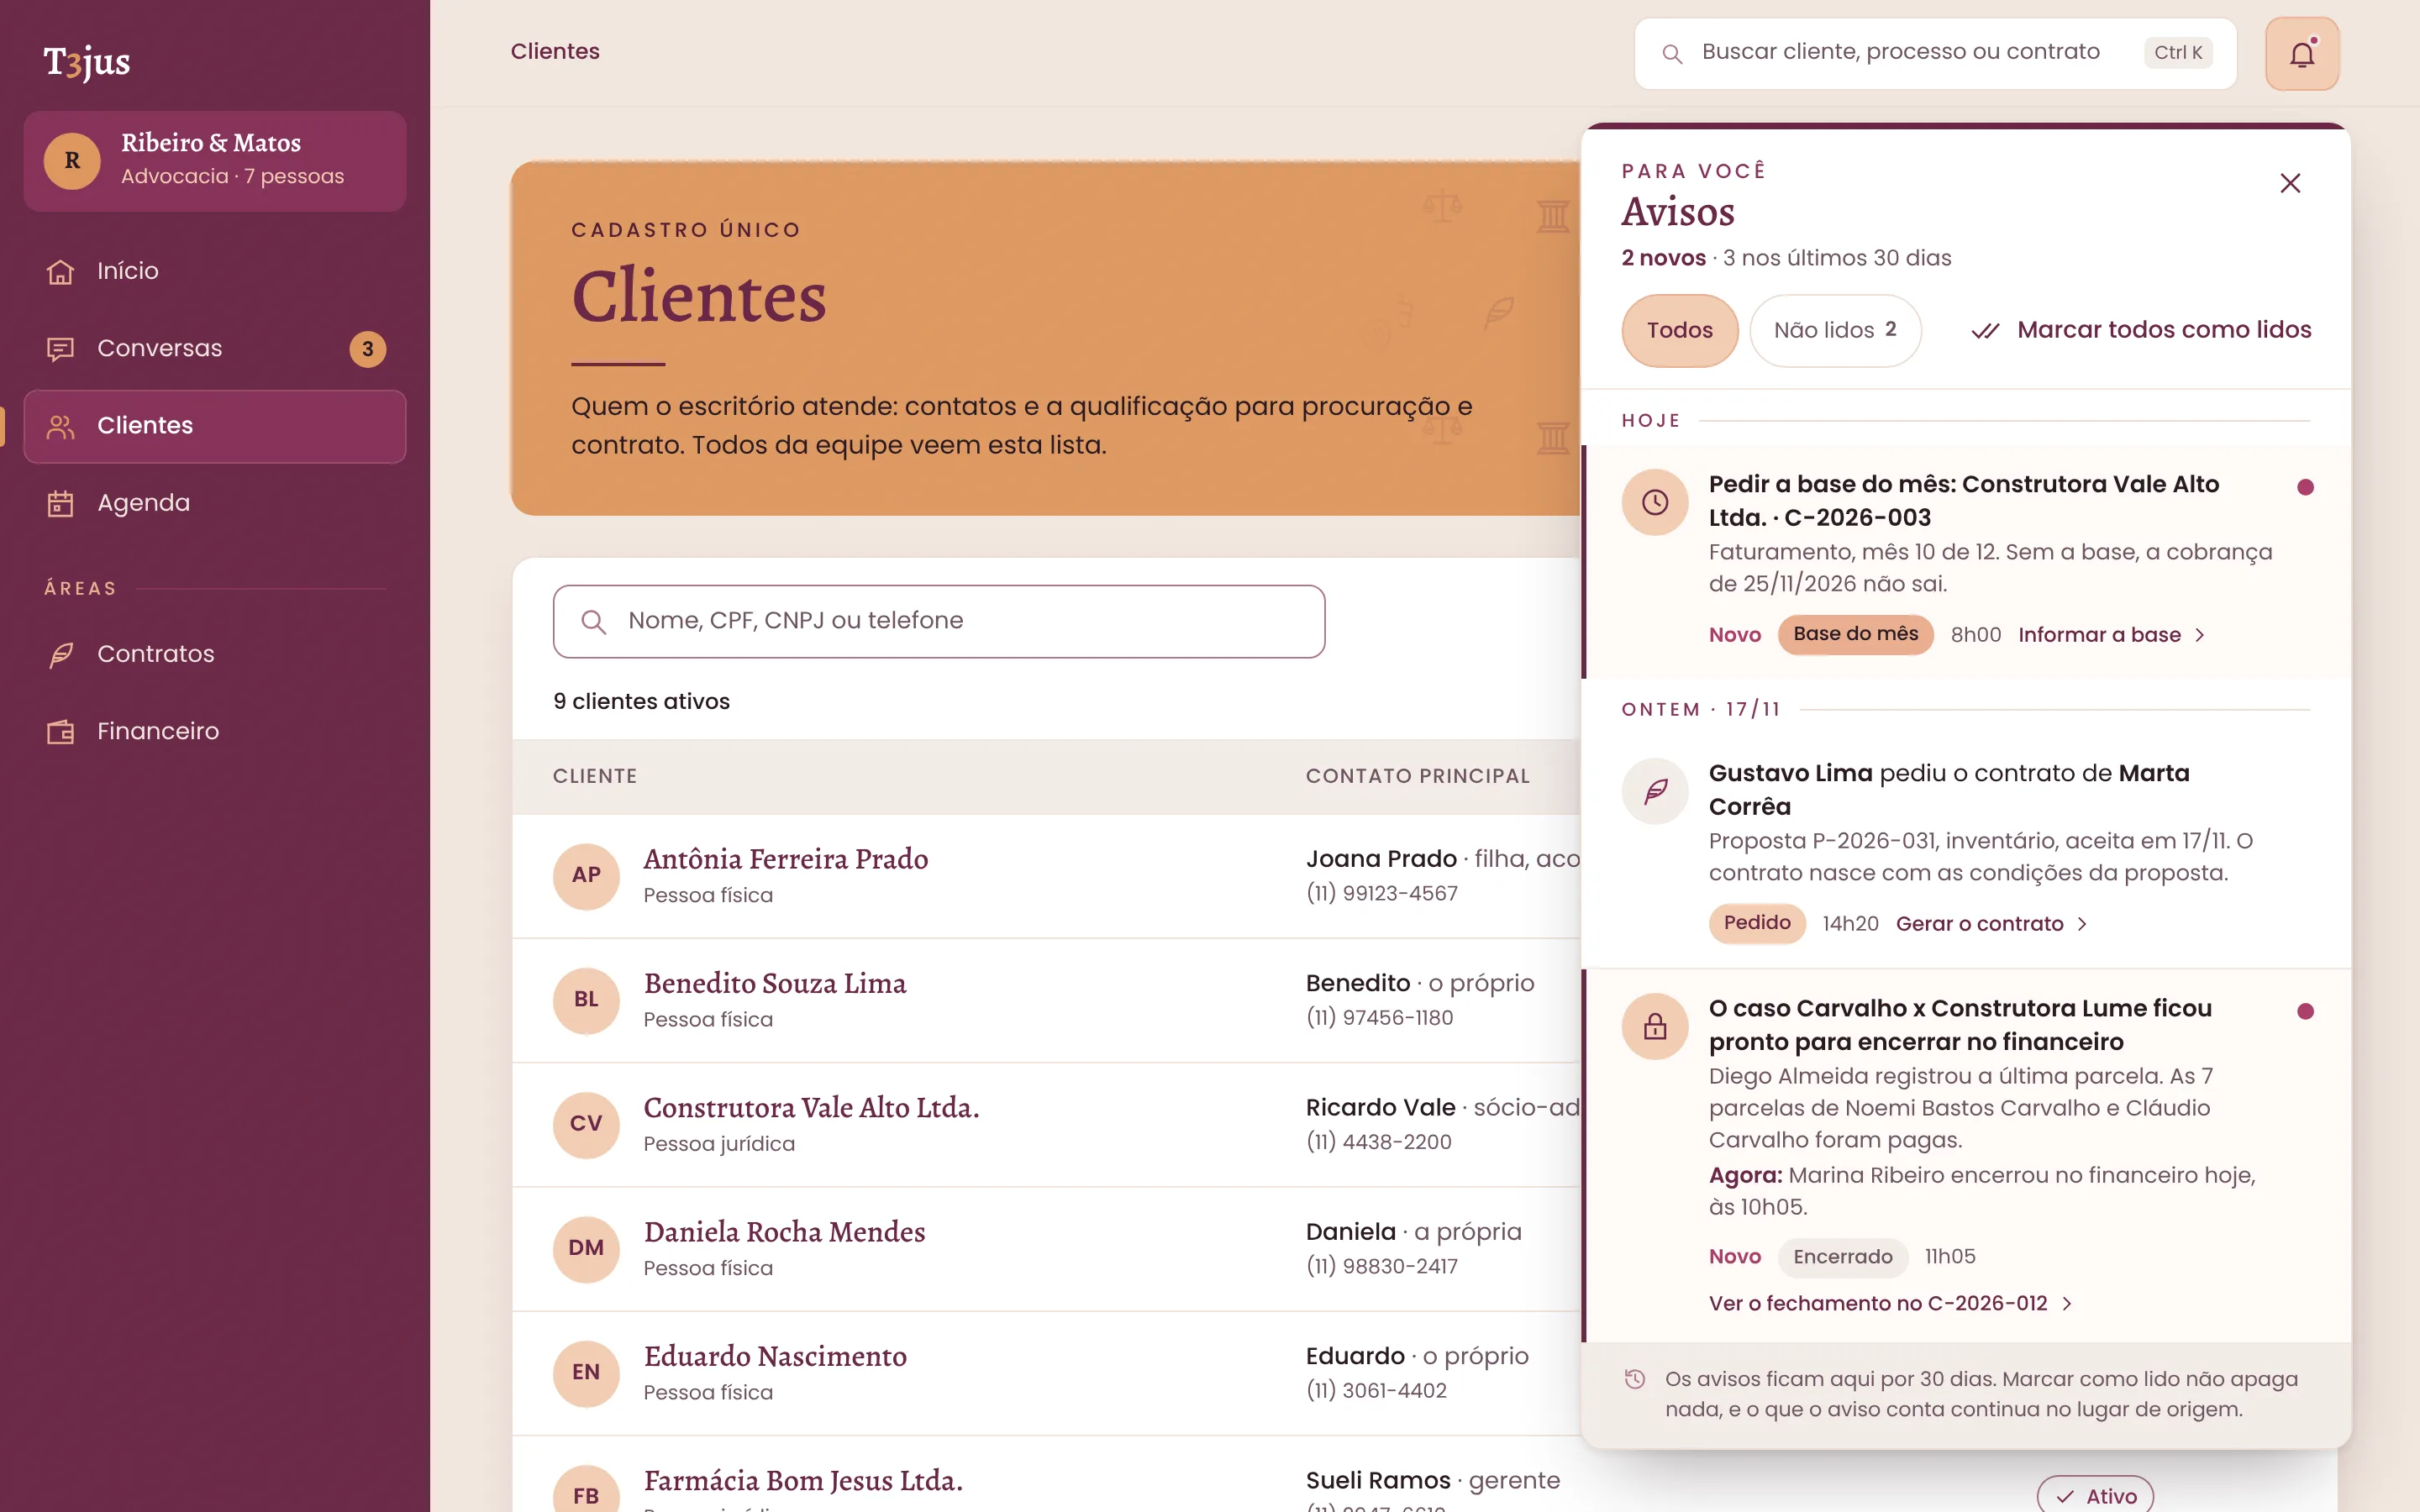 T3jus
R
Ribeiro & Matos
Advocacia · 7 pessoas
Início
Conversas
3
Clientes
Agenda
ÁREAS
Contratos
Financeiro
Clientes
Buscar cliente, processo ou contrato
Ctrl K
CADASTRO ÚNICO
Clientes
Quem o escritório atende: contatos e a qualificação para procuração e
contrato. Todos da equipe veem esta lista.
Nome, CPF, CNPJ ou telefone
9 clientes ativos
CLIENTE
CONTATO PRINCIPAL
AP
Antônia Ferreira Prado
Pessoa física
Joana Prado · filha,
(11) 99123-4567
BL
Benedito Souza Lima
Pessoa física
Benedito · o próprio
(11) 97456-1180
CV
Construtora Vale Alto Ltda.
Pessoa jurídica
Ricardo Vale ·
(11) 4438-2200
DM
Daniela Rocha Mendes
Pessoa física
Daniela · a própria
(11) 98830-2417
EN
Eduardo Nascimento
Pessoa física
Eduardo · o próprio
(11) 3061-4402
FB
Farmácia Bom Jesus Ltda.
Sueli Ramos · gerente
Ativo
PARA VOCÊ
Avisos
2 novos · 3 nos últimos 30 dias
Todos
Não lidos 2
Marcar todos como lidos
HOJE
Pedir a base do mês: Construtora Vale Alto
Ltda. · C-2026-003
Faturamento, mês 10 de 12. Sem a base, a cobrança
de 25/11/2026 não sai.
Novo
Base do mês
8h00
Informar a base
ONTEM · 17/11
Gustavo Lima pediu o contrato de Marta
Corrêa
Proposta P-2026-031, inventário, aceita em 17/11. O
contrato nasce com as condições da proposta.
Pedido
14h20
Gerar o contrato
O caso Carvalho x Construtora Lume ficou
pronto para encerrar no financeiro
Diego Almeida registrou a última parcela. As 7
parcelas de Noemi Bastos Carvalho e Cláudio
Carvalho foram pagas.
Agora: Marina Ribeiro encerrou no financeiro hoje,
às 10h05.
Novo
Encerrado
11h05
Ver o fechamento no C-2026-012
Os avisos ficam aqui por 30 dias. Marcar como lido não apaga
nada, e o que o aviso conta continua no lugar de origem.